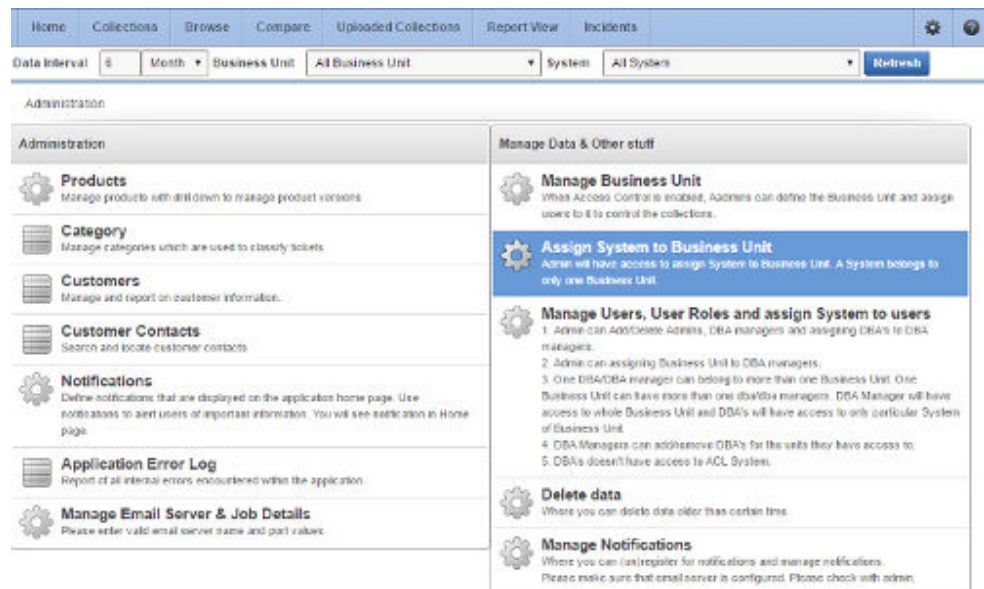 Home Collections Browse Compare Uploaded Collections Report View Incidents
Data Interval 6 Month Business Unit All Business Unit System All System Refresh
Administration
Administration
Products
Manage products with drill down to manage product versions
Category
Manage categories which are used to classify tickets
Customers
Manage and report on customer information.
Customer Contacts
Search and locate customer contacts
Notifications
Define notifications that are displayed on the application home page. Use
notifications to alert users of important information. You will see notification in Home
page.
Application Error Log
Report of all internal errors encountered within the application
Manage Email Server & Job Details
Please enter valid email server name and port values
Manage Data & Other stuff
Manage Business Unit
When Access Control is enabled, Aadmins can define the Business Unit and assign
users to it to control the collections.
Assign System to Business Unit
Admin will have access to assign System to Business Unit. A System belongs to
only one Business Unit
Manage Users, User Roles and assign System to users
1. Admin can Add/Delete Admins, DBA managers and assigning DBA's to DBA
managers.
2. Admin can assigning Business Unit to DBA managers.
3. One DBA/DBA manager can belong to more than one Business Unit. One
Business Unit can have more than one dba/dba managers. DBA Manager will have
access to whole Business Unit and DBA's will have access to only particular System
of Business Unit
4. DBA Managers can add/remove DBA's for the units they have access to.
5. DBA's doesn't have access to ACL System.
Delete data
Where you can delete data older than certain time
Manage Notifications
Where you can (un)register for notifications and manage notifications.
Please make sure that email server is configured. Please check with admin.